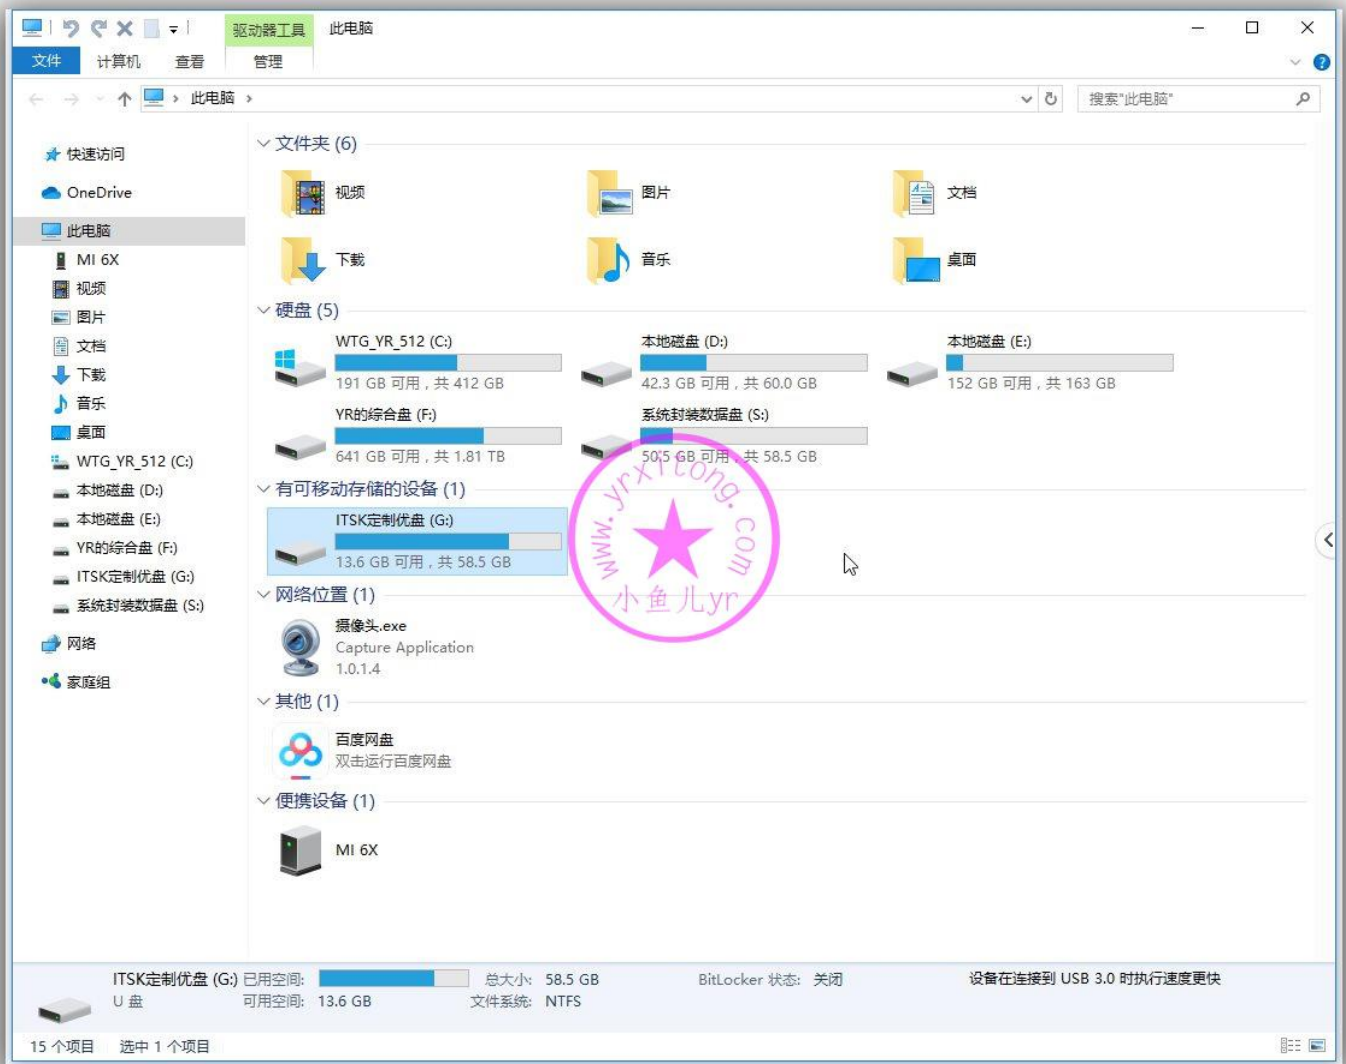 驱动器工具 此电脑
文件 计算机 查看 管理
此电脑
搜索"此电脑"
快速访问
OneDrive
此电脑
MI 6X
视频
图片
文档
下载
音乐
桌面
WTG_YR_512 (C:)
本地磁盘 (D:)
本地磁盘 (E:)
YR的综合盘 (F:)
ITSK定制优盘 (G:)
系统封装数据盘 (S:)
网络
家庭组
文件夹 (6)
视频 图片 文档
下载 音乐 桌面
硬盘 (5)
WTG_YR_512 (C:)
191 GB 可用，共 412 GB
本地磁盘 (D:)
42.3 GB 可用，共 60.0 GB
本地磁盘 (E:)
152 GB 可用，共 163 GB
YR的综合盘 (F:)
641 GB 可用，共 1.81 TB
系统封装数据盘 (S:)
50.5 GB 可用，共 58.5 GB
有可移动存储的设备 (1)
ITSK定制优盘 (G:)
13.6 GB 可用，共 58.5 GB
网络位置 (1)
摄像头.exe
Capture Application
1.0.1.4
其他 (1)
百度网盘
双击运行百度网盘
便携设备 (1)
MI 6X
www.yrxitong.com
小鱼儿yr
ITSK定制优盘 (G:) 已用空间: 总大小: 58.5 GB BitLocker 状态: 关闭 设备在连接到 USB 3.0 时执行速度更快
U 盘 可用空间: 13.6 GB 文件系统: NTFS
15 个项目 选中 1 个项目